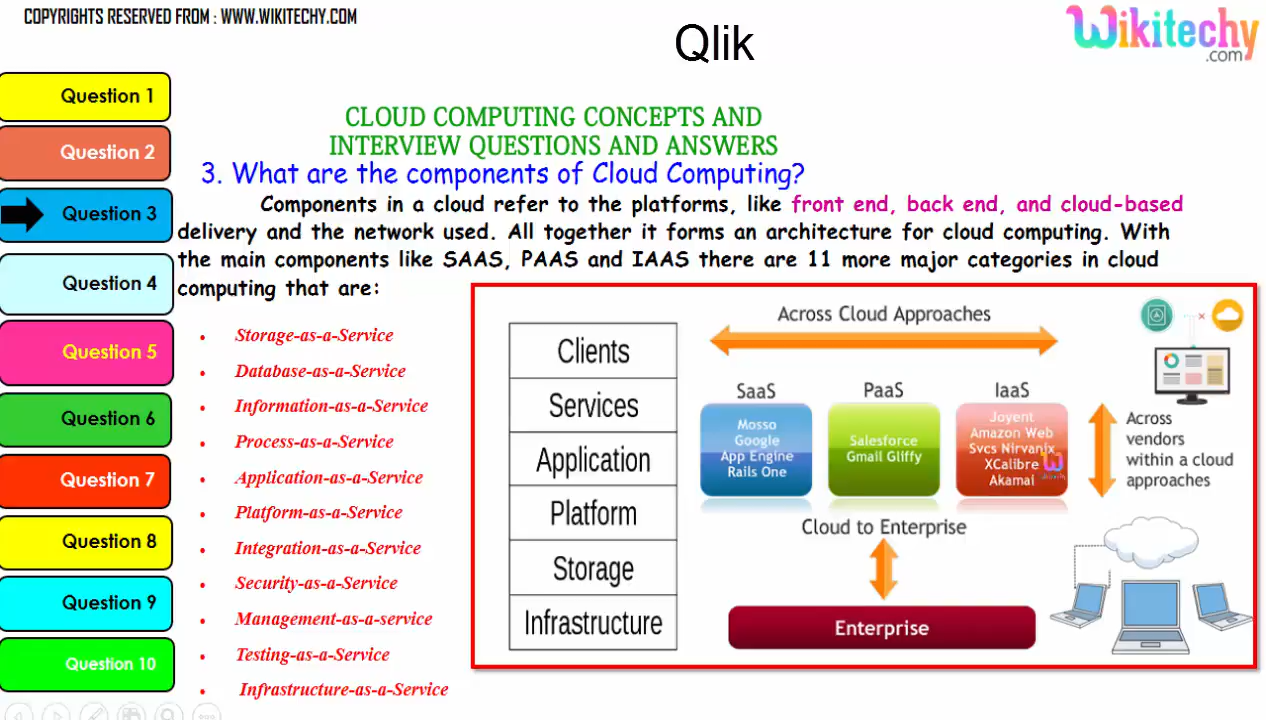 COPYRIGHTS RESERVED FROM : WWW.WIKITECHY.COM
Qlik
Wikitechy
.com
Question 1
Question 2
Question 3
Question 4
Question 5
Question 6
Question 7
Question 8
Question 9
Question 10
CLOUD COMPUTING CONCEPTS AND
INTERVIEW QUESTIONS AND ANSWERS
3. What are the components of Cloud Computing?
Components in a cloud refer to the platforms, like front end, back end, and cloud-based
delivery and the network used. All together it forms an architecture for cloud computing. With
the main components like SAAS, PAAS and IAAS there are 11 more major categories in cloud
computing that are:
• Storage-as-a-Service
• Database-as-a-Service
• Information-as-a-Service
• Process-as-a-Service
• Application-as-a-Service
• Platform-as-a-Service
• Integration-as-a-Service
• Security-as-a-Service
• Management-as-a-service
• Testing-as-a-Service
• Infrastructure-as-a-Service
Clients
Services
Application
Platform
Storage
Infrastructure
Across Cloud Approaches
SaaS
Mosso
Google
App Engine
Rails One
PaaS
Salesforce
Gmail Gliffy
IaaS
Joyent
Amazon Web
Svcs Nirvanix
XCalibre
Akamai
Across
vendors
within a cloud
approaches
Cloud to Enterprise
Enterprise